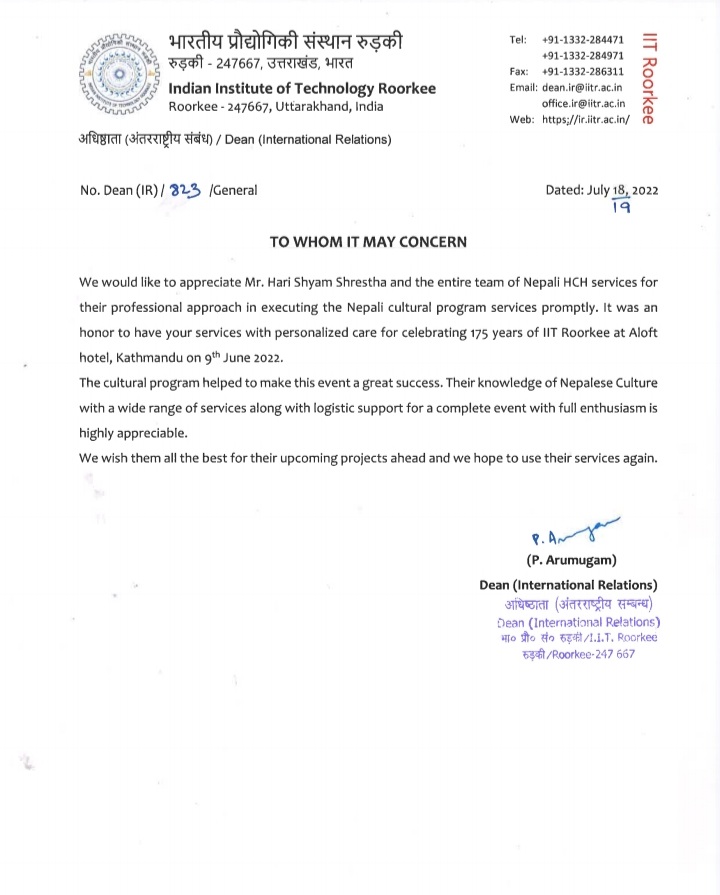 भारतीय प्रौद्योगिकी संस्थान रुड़की
रुड़की - 247667, उत्तराखंड, भारत
Indian Institute of Technology Roorkee
Roorkee - 247667, Uttarakhand, India
Tel: +91-1332-284471
+91-1332-284971
Fax: +91-1332-286311
Email: dean.ir@iitr.ac.in
office.ir@iitr.ac.in
Web: https;//ir.iitr.ac.in/
IIT Roorkee
अधिष्ठाता (अंतरराष्ट्रीय संबंध) / Dean (International Relations)
No. Dean (IR) / 323 /General
Dated: July 18, 2022
19
TO WHOM IT MAY CONCERN
We would like to appreciate Mr. Hari Shyam Shrestha and the entire team of Nepali HCH services for
their professional approach in executing the Nepali cultural program services promptly. It was an
honor to have your services with personalized care for celebrating 175 years of IIT Roorkee at Aloft
hotel, Kathmandu on 9th June 2022.
The cultural program helped to make this event a great success. Their knowledge of Nepalese Culture
with a wide range of services along with logistic support for a complete event with full enthusiasm is
highly appreciable.
We wish them all the best for their upcoming projects ahead and we hope to use their services again.
P. Arumugam
(P. Arumugam)
Dean (International Relations)
अधिष्ठाता (अंतरराष्ट्रीय सम्बन्ध)
Dean (International Relations)
भा० प्रौ० सं० रुड़की/I.I.T. Roorkee
रुड़की/Roorkee-247 667